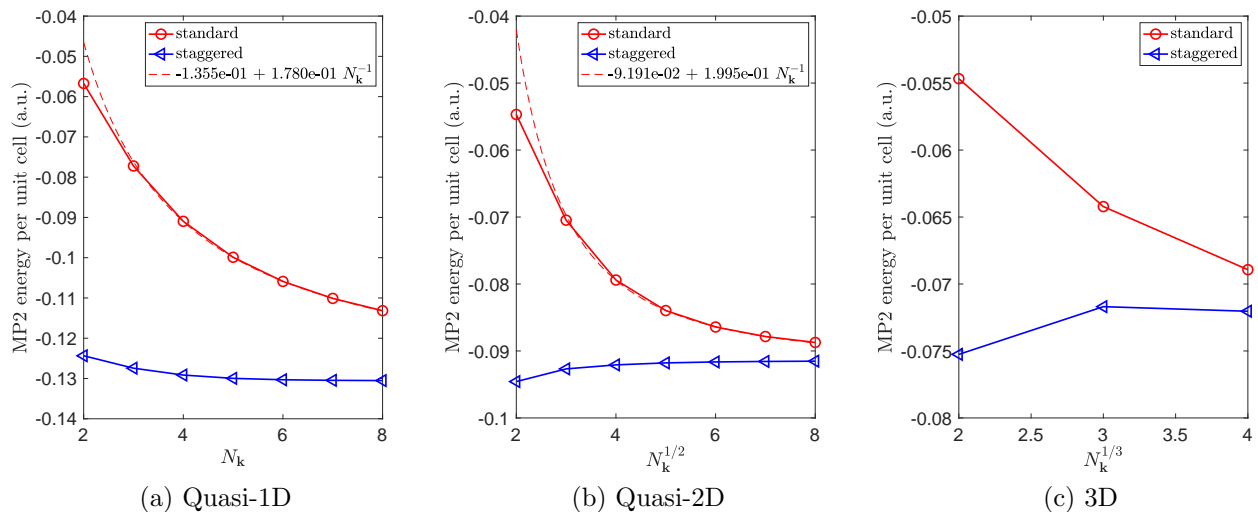 -0.04
-0.05
-0.06
-0.07
-0.08
-0.09
-0.1
-0.11
-0.12
-0.13
-0.14
MP2 energy per unit cell (a.u.)
standard
staggered
-1.355e-01 + 1.780e-01 N_k^{-1}
2 4 6 8
N_k
(a) Quasi-1D
-0.04
-0.05
-0.06
-0.07
-0.08
-0.09
-0.1
MP2 energy per unit cell (a.u.)
standard
staggered
-9.191e-02 + 1.995e-01 N_k^{-1}
2 3 4 5 6 7 8
N_k^{1/2}
(b) Quasi-2D
-0.05
-0.055
-0.06
-0.065
-0.07
-0.075
-0.08
MP2 energy per unit cell (a.u.)
standard
staggered
2 2.5 3 3.5 4
N_k^{1/3}
(c) 3D